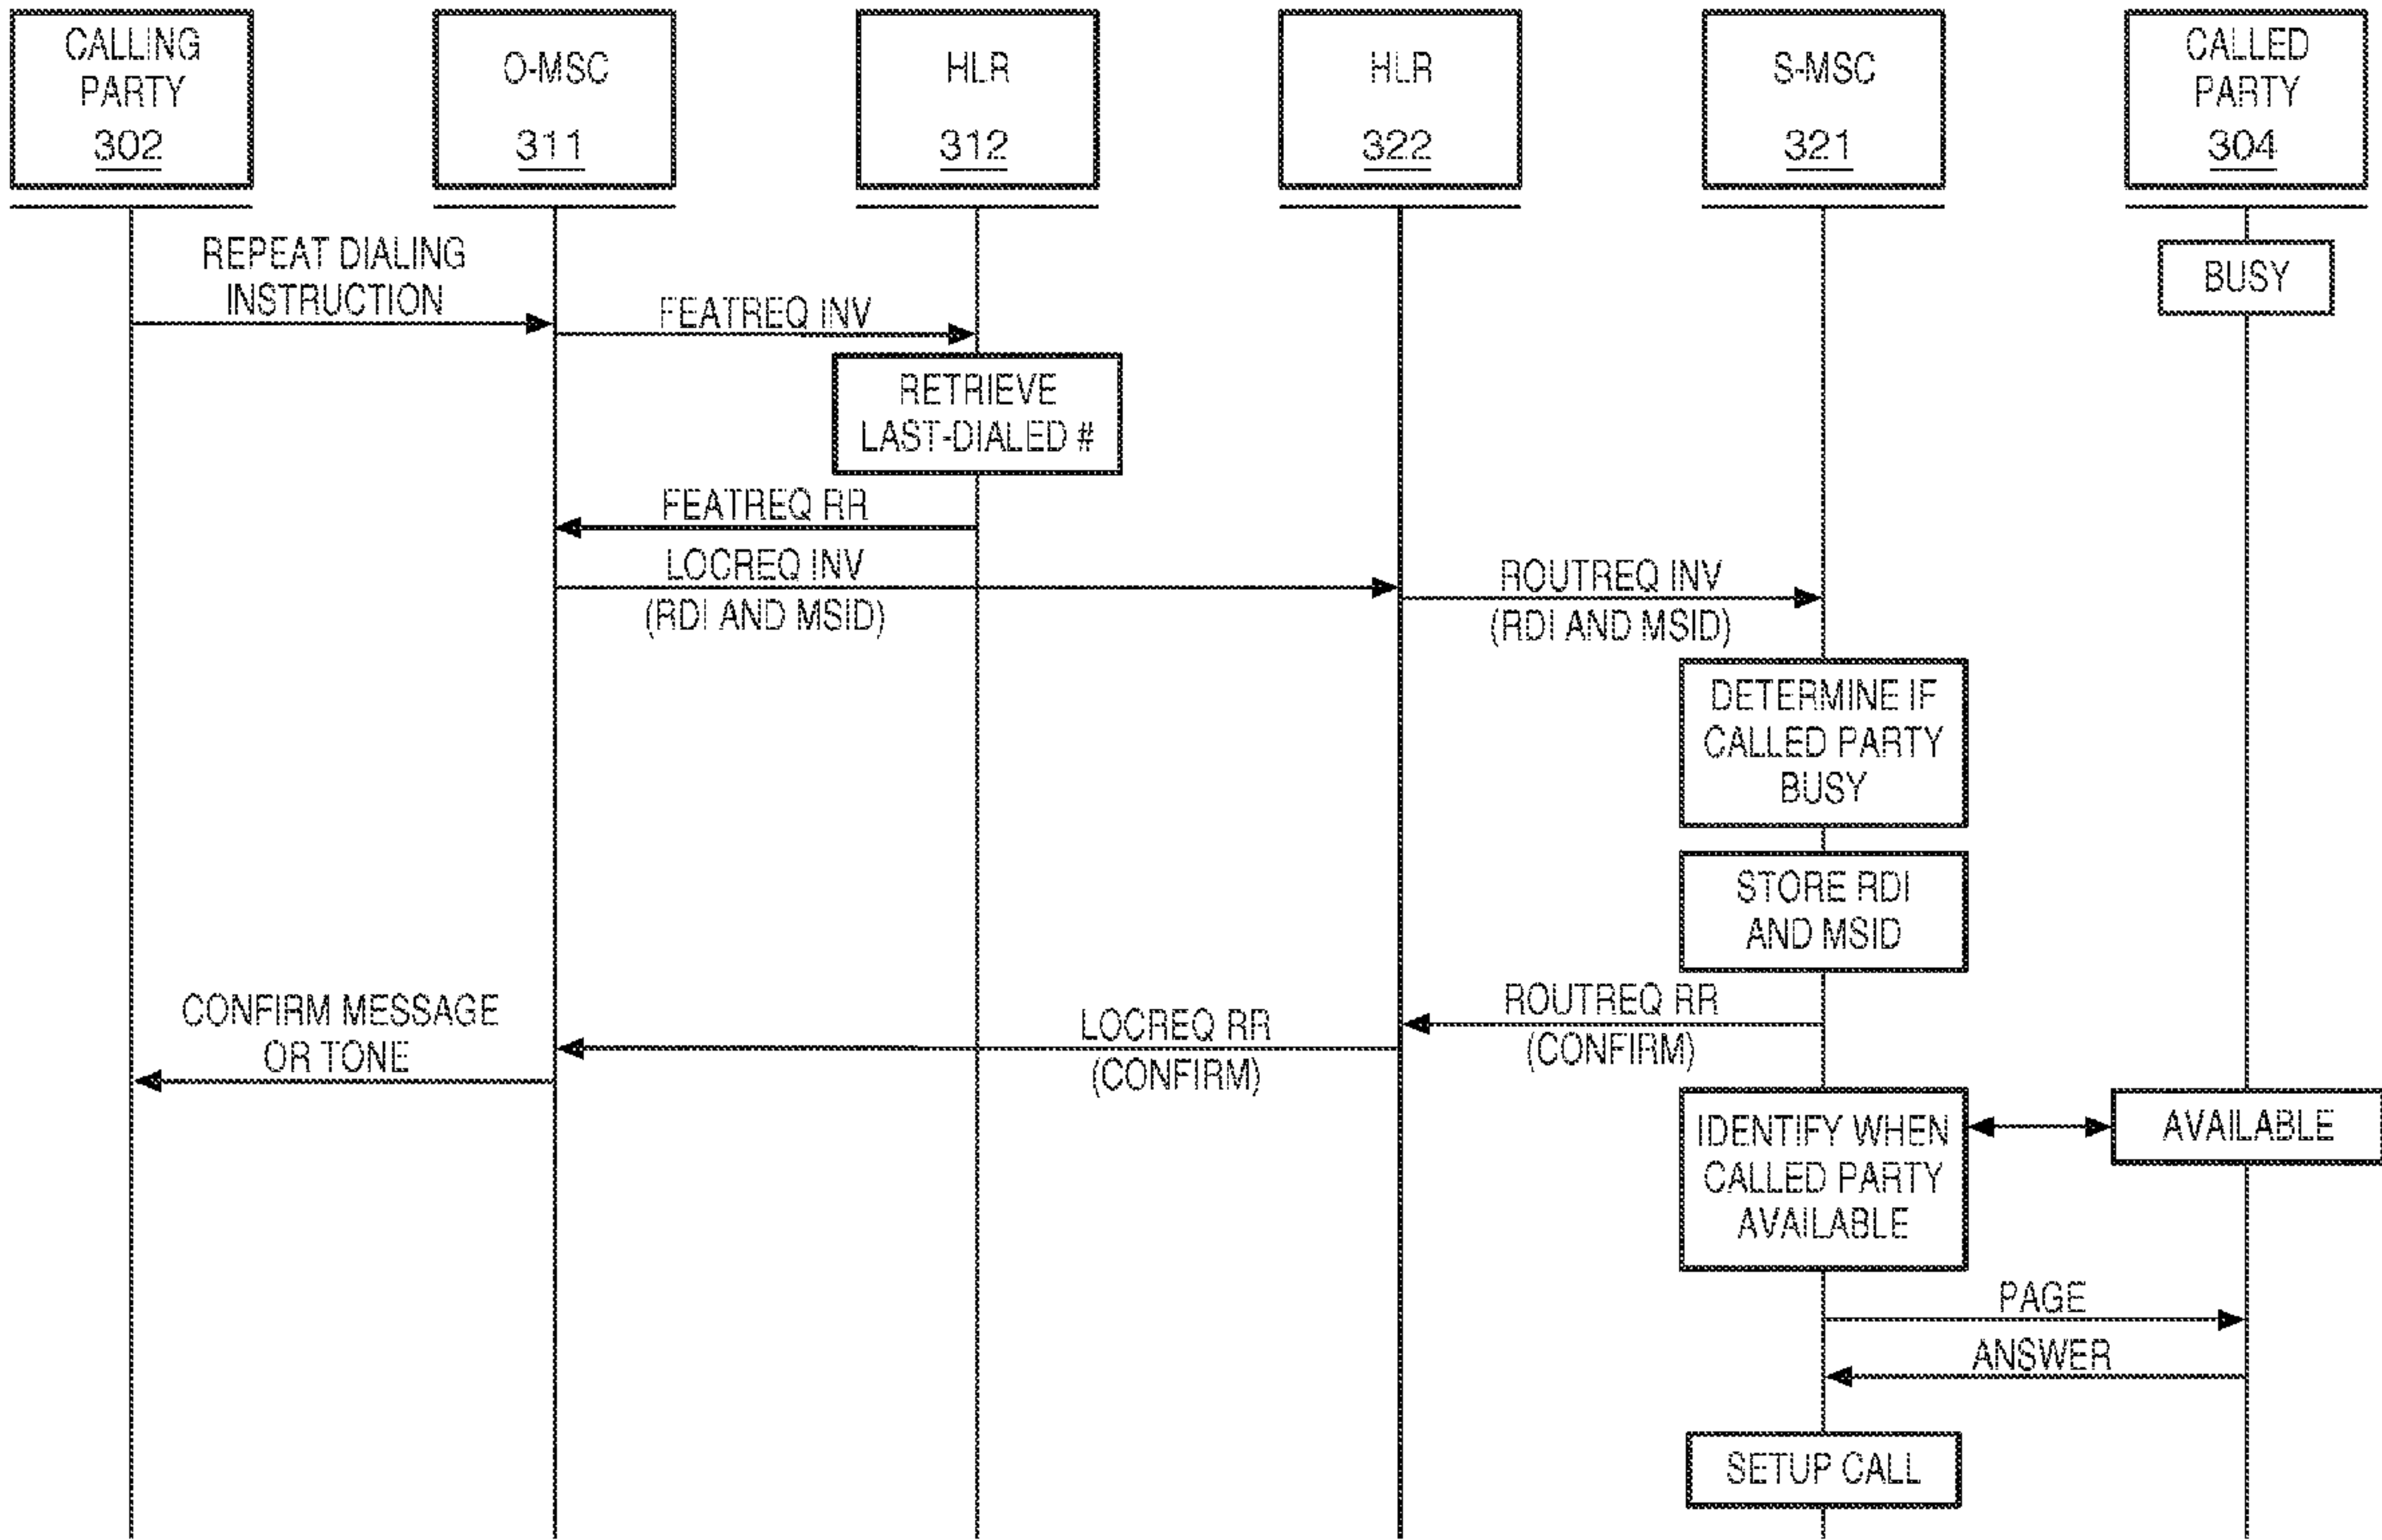 CALLING
PARTY
302
O-MSC
311
HLR
312
HLR
322
S-MSC
321
CALLED
PARTY
304
BUSY
REPEAT DIALING
INSTRUCTION
FEATREQ INV
RETRIEVE
LAST-DIALED #
FEATREQ RR
LOCREQ INV
(RDI AND MSID)
ROUTREQ INV
(RDI AND MSID)
DETERMINE IF
CALLED PARTY
BUSY
STORE RDI
AND MSID
ROUTREQ RR
(CONFIRM)
LOCREQ RR
(CONFIRM)
CONFIRM MESSAGE
OR TONE
IDENTIFY WHEN
CALLED PARTY
AVAILABLE
AVAILABLE
PAGE
ANSWER
SETUP CALL